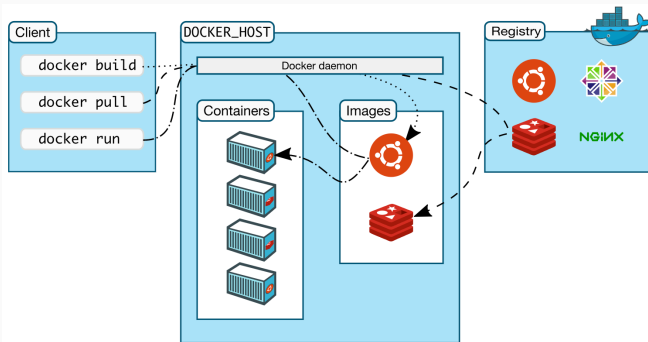 Client
docker build
docker pull
docker run
DOCKER_HOST
Docker daemon
Containers
Images
Registry
NGINX